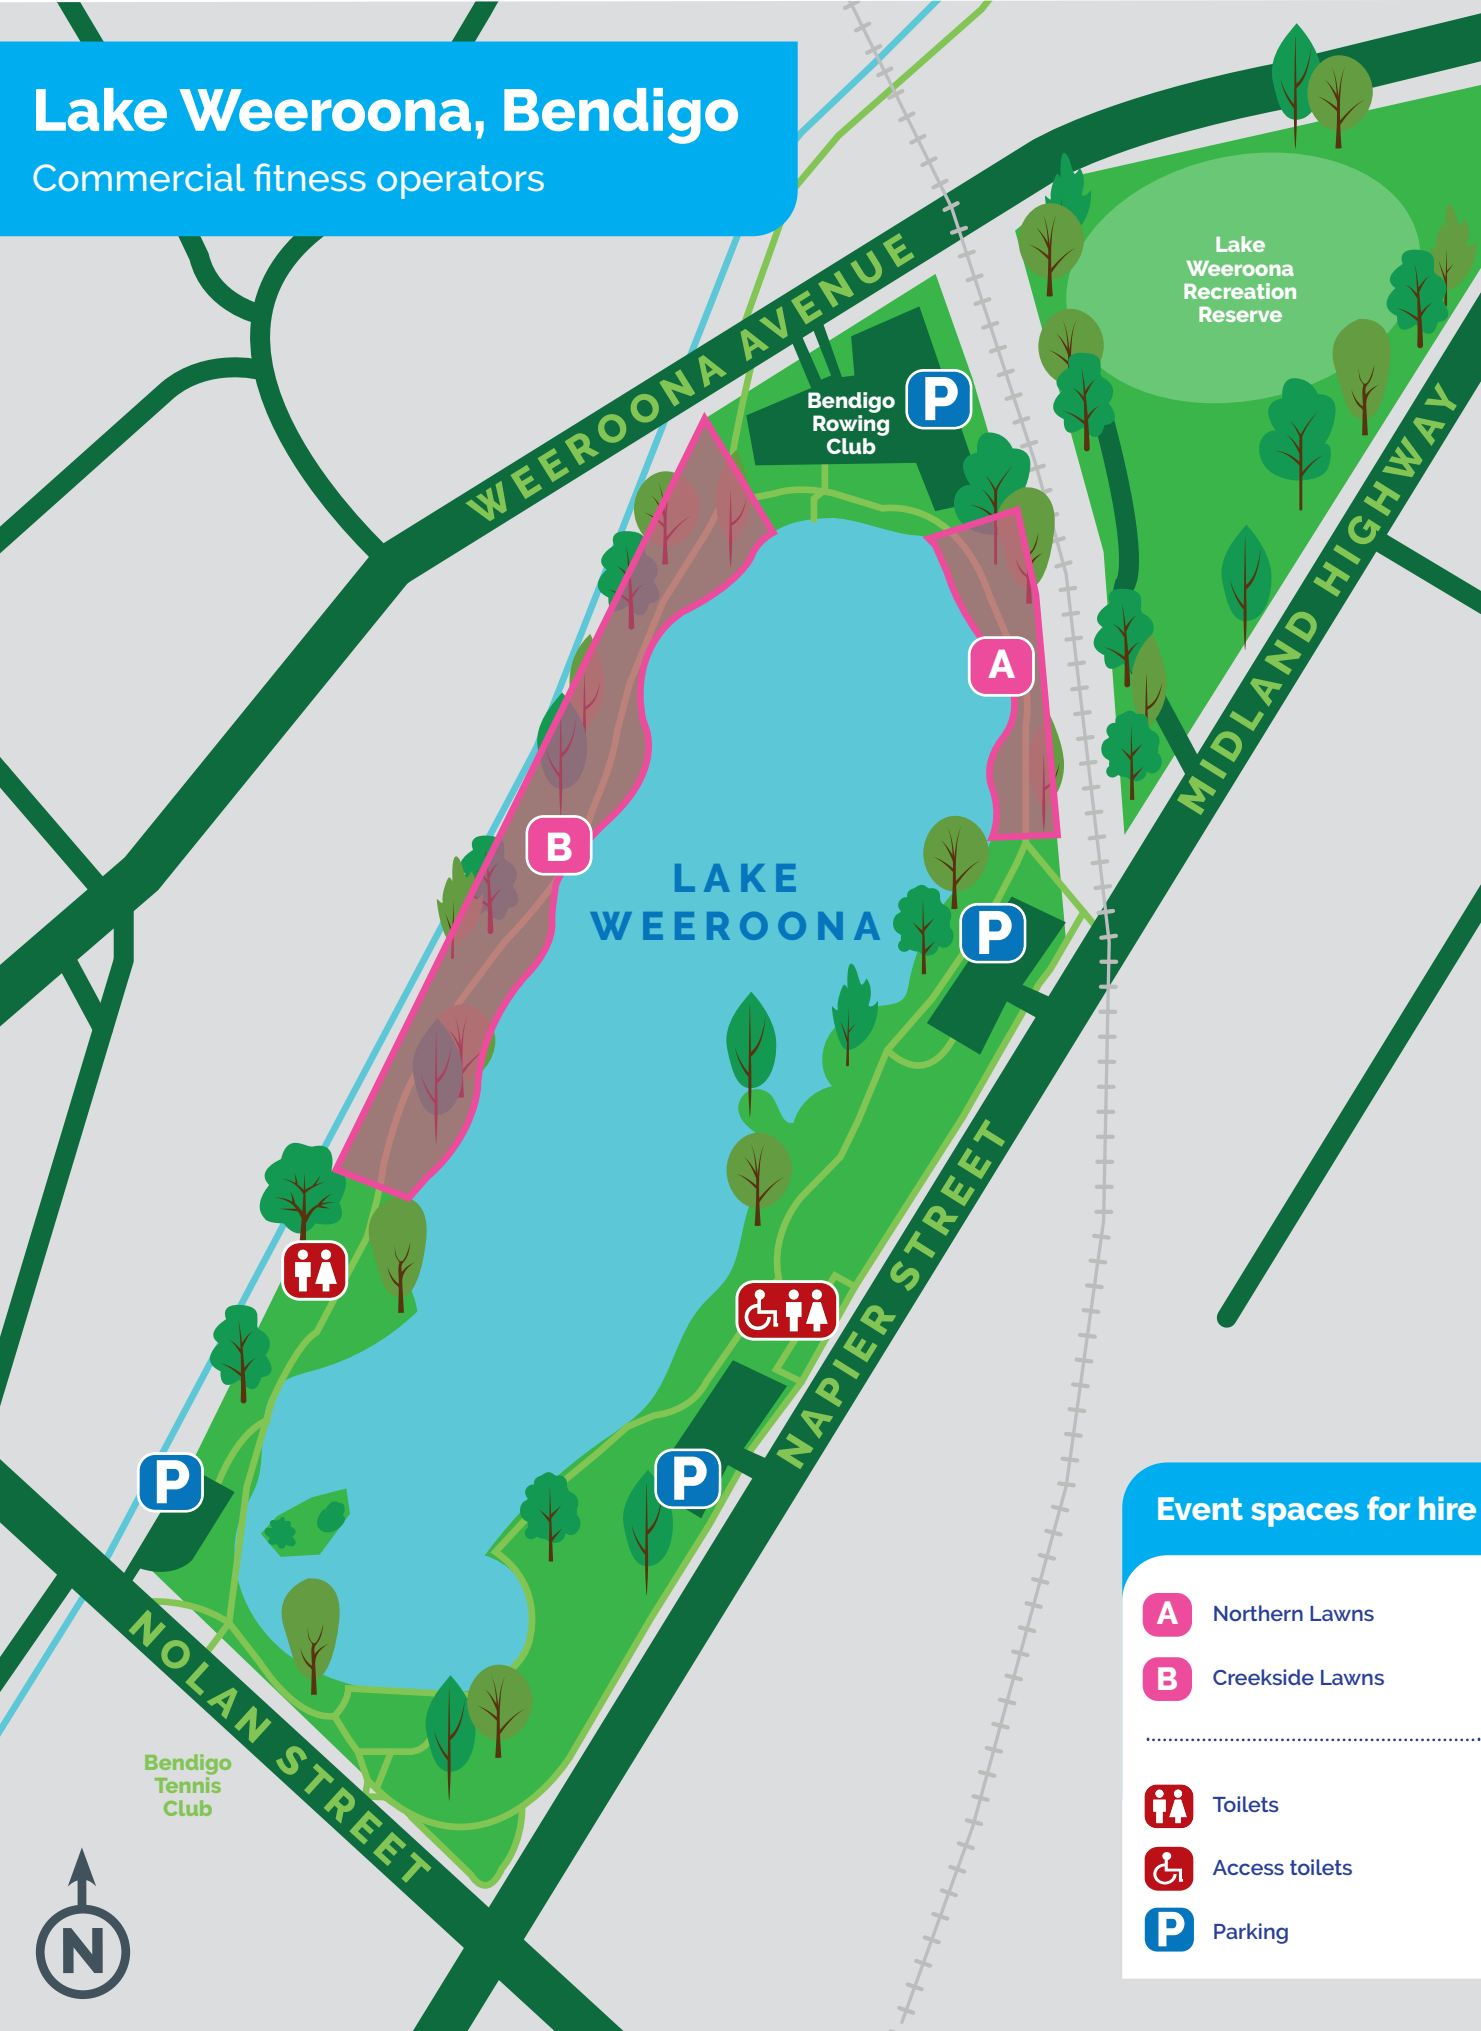 Lake Weeroona, Bendigo
Commercial fitness operators
WEEROONA AVENUE
Lake
Weeroona
Recreation
Reserve
Bendigo
Rowing
Club
P
MIDLAND HIGHWAY
A
B
LAKE
WEEROONA
P
NAPIER STREET
P
P
NOLAN STREET
Bendigo
Tennis
Club
N
Event spaces for hire
A Northern Lawns
B Creekside Lawns
Toilets
Access toilets
P Parking